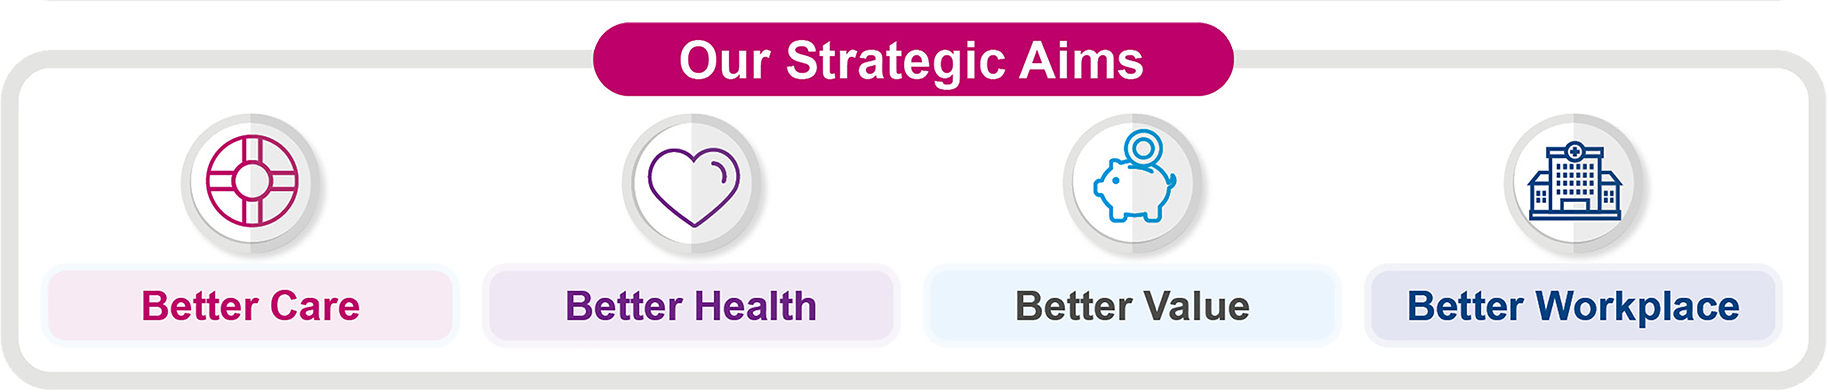 Our Strategic Aims
Better Care
Better Health
Better Value
Better Workplace